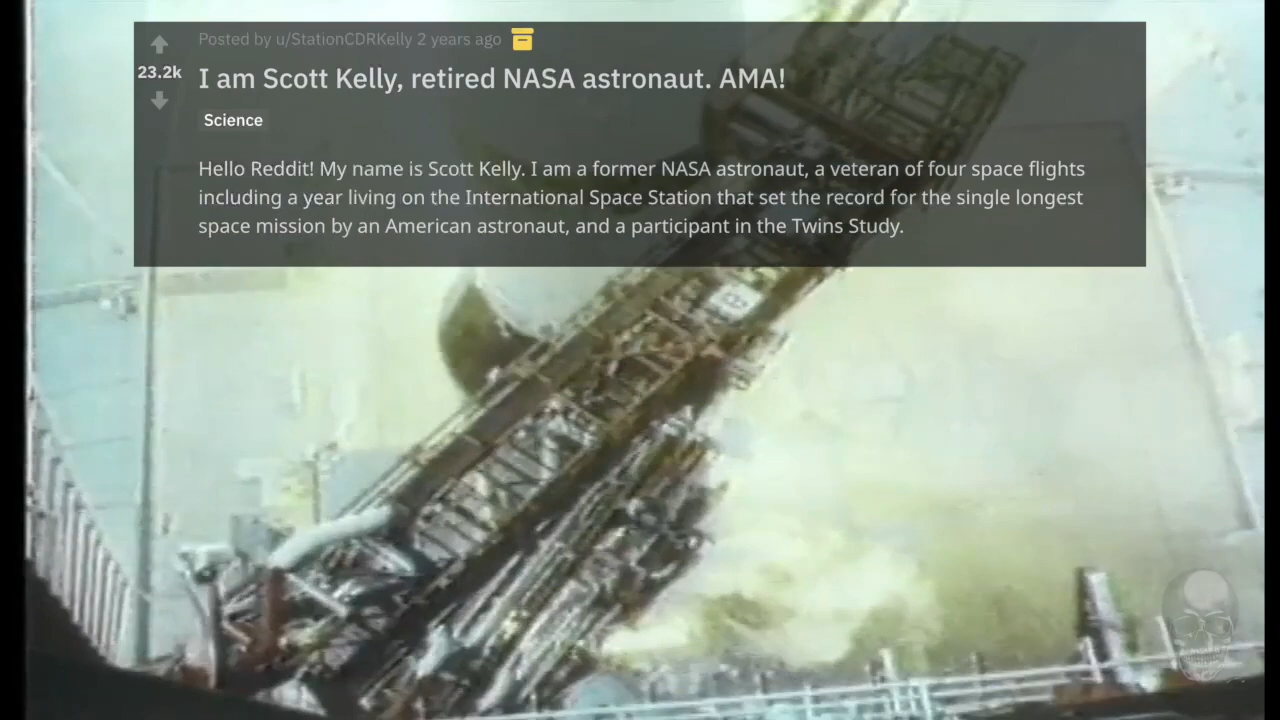 Posted by u/StationCDRKelly 2 years ago
23.2k
I am Scott Kelly, retired NASA astronaut. AMA!
Science
Hello Reddit! My name is Scott Kelly. I am a former NASA astronaut, a veteran of four space flights
including a year living on the International Space Station that set the record for the single longest
space mission by an American astronaut, and a participant in the Twins Study.